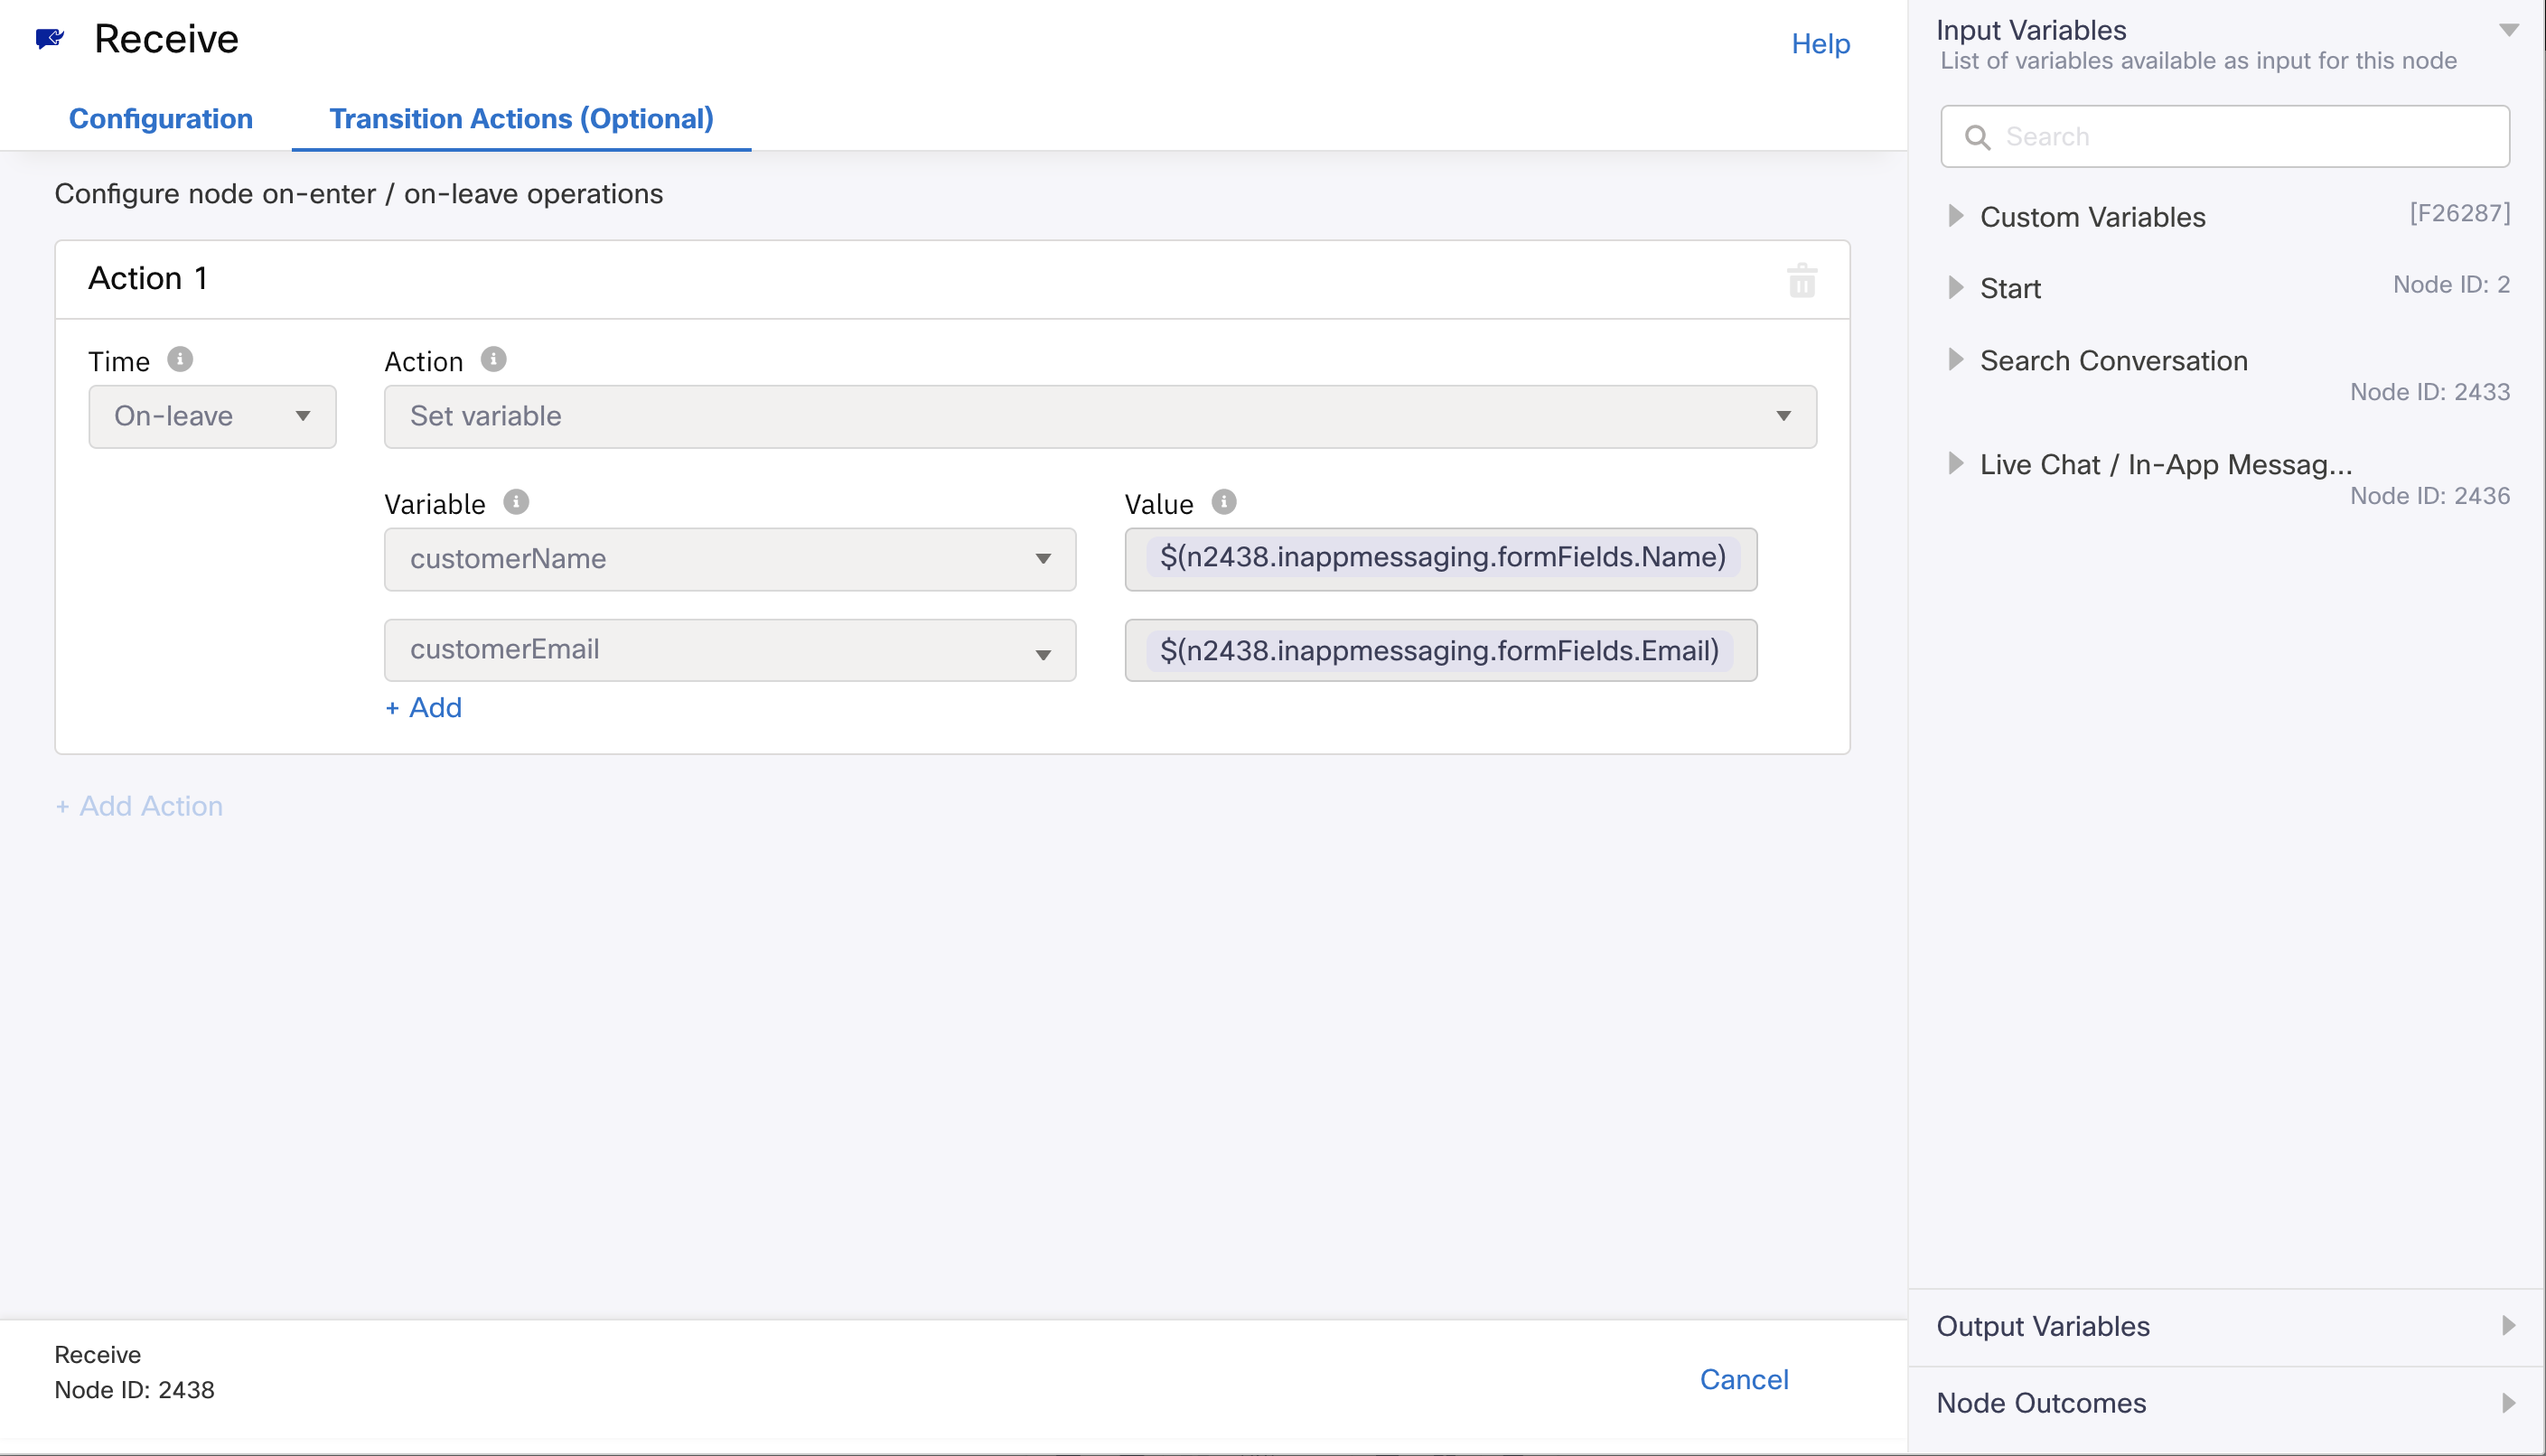 Receive
Help
Configuration
Transition Actions (Optional)
Configure node on-enter / on-leave operations
Action 1
Time
Action
On-leave
Set variable
Variable
Value
customerName
$(n2438.inappmessaging.formFields.Name)
customerEmail
$(n2438.inappmessaging.formFields.Email)
+ Add
+ Add Action
Receive
Node ID: 2438
Cancel
Input Variables
List of variables available as input for this node
Search
Custom Variables
[F26287]
Start
Node ID: 2
Search Conversation
Node ID: 2433
Live Chat / In-App Messag...
Node ID: 2436
Output Variables
Node Outcomes